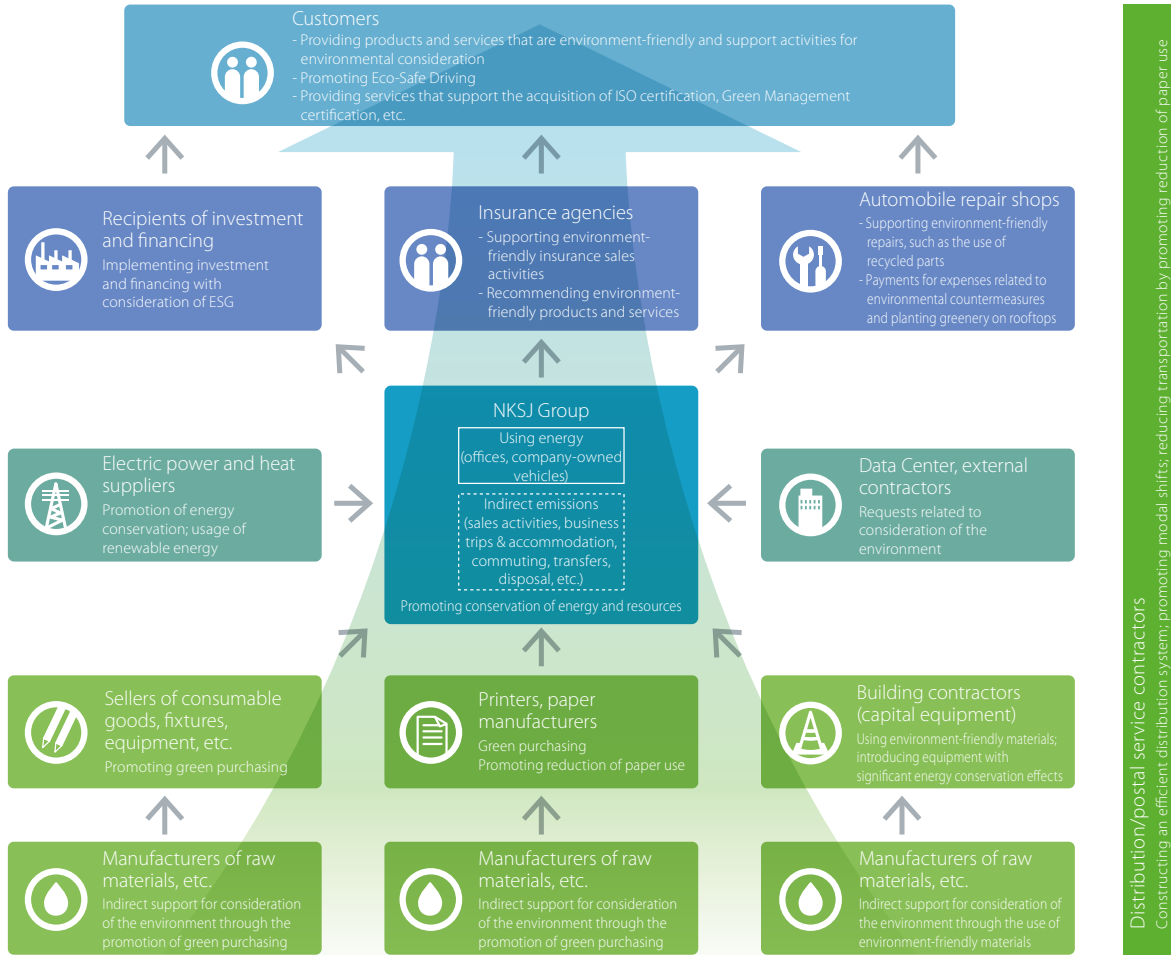 Customers
- Providing products and services that are environment-friendly and support activities for
environmental consideration
- Promoting Eco-Safe Driving
- Providing services that support the acquisition of ISO certification, Green Management
certification, etc.
Recipients of investment
and financing
Implementing investment
and financing with
consideration of ESG
Insurance agencies
- Supporting environment-
friendly insurance sales
activities
- Recommending environment-
friendly products and services
Automobile repair shops
- Supporting environment-friendly
repairs, such as the use of
recycled parts
- Payments for expenses related to
environmental countermeasures
and planting greenery on rooftops
NKSJ Group
Using energy
(offices, company-owned
vehicles)
Indirect emissions
(sales activities, business
trips & accommodation,
commuting, transfers,
disposal, etc.)
Promoting conservation of energy and resources
Electric power and heat
suppliers
Promotion of energy
conservation; usage of
renewable energy
Data Center, external
contractors
Requests related to
consideration of the
environment
Sellers of consumable
goods, fixtures,
equipment, etc.
Promoting green purchasing
Printers, paper
manufacturers
Green purchasing
Promoting reduction of paper use
Building contractors
(capital equipment)
Using environment-friendly materials;
introducing equipment with
significant energy conservation effects
Manufacturers of raw
materials, etc.
Indirect support for consideration
of the environment through the
promotion of green purchasing
Manufacturers of raw
materials, etc.
Indirect support for consideration
of the environment through the
promotion of green purchasing
Manufacturers of raw
materials, etc.
Indirect support for consideration of
the environment through the use of
environment-friendly materials
Distribution/postal service contractors
Constructing an efficient distribution system; promoting modal shifts; reducing transportation by promoting reduction of paper use